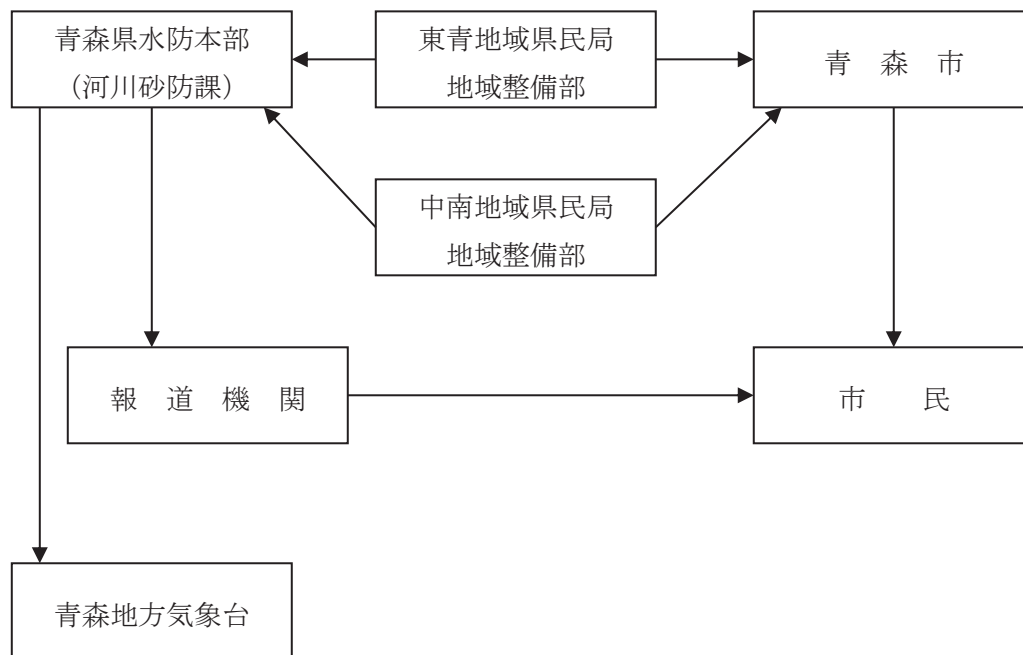 青森県水防本部
（河川砂防課）
東青地域県民局
地域整備部
青　森　市
中南地域県民局
地域整備部
報　道　機　関
市　　民
青森地方気象台